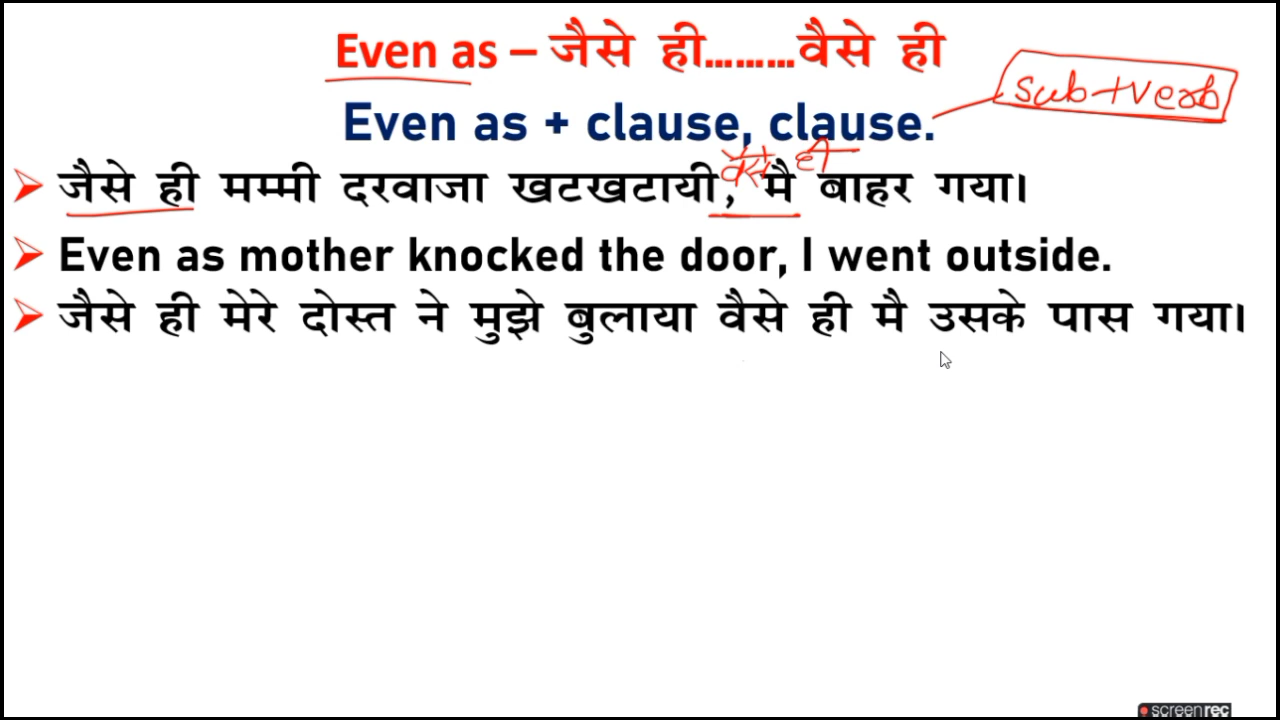 Even as – जैसे ही.........वैसे ही
Even as + clause, clause.
sub+verb
➢ जैसे ही मम्मी दरवाजा खटखटायी, मै बाहर गया।
➢ Even as mother knocked the door, I went outside.
➢ जैसे ही मेरे दोस्त ने मुझे बुलाया वैसे ही मै उसके पास गया।
screenrec